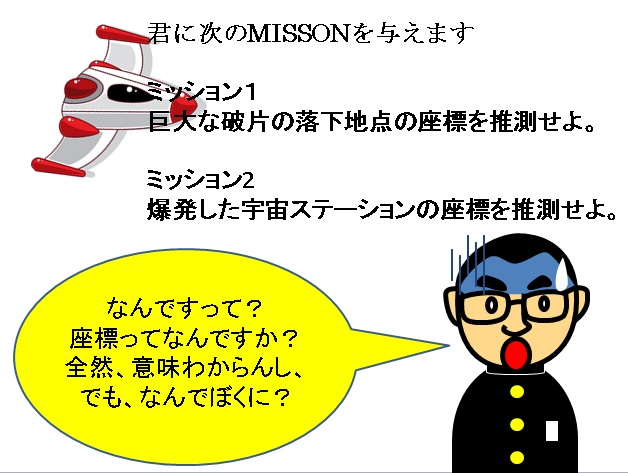 君に次のMISSONを与えます
ミッション１
巨大な破片の落下地点の座標を推測せよ。
ミッション2
爆発した宇宙ステーションの座標を推測せよ。
なんですって？
座標ってなんですか？
全然、意味わからんし、
でも、なんでぼくに？